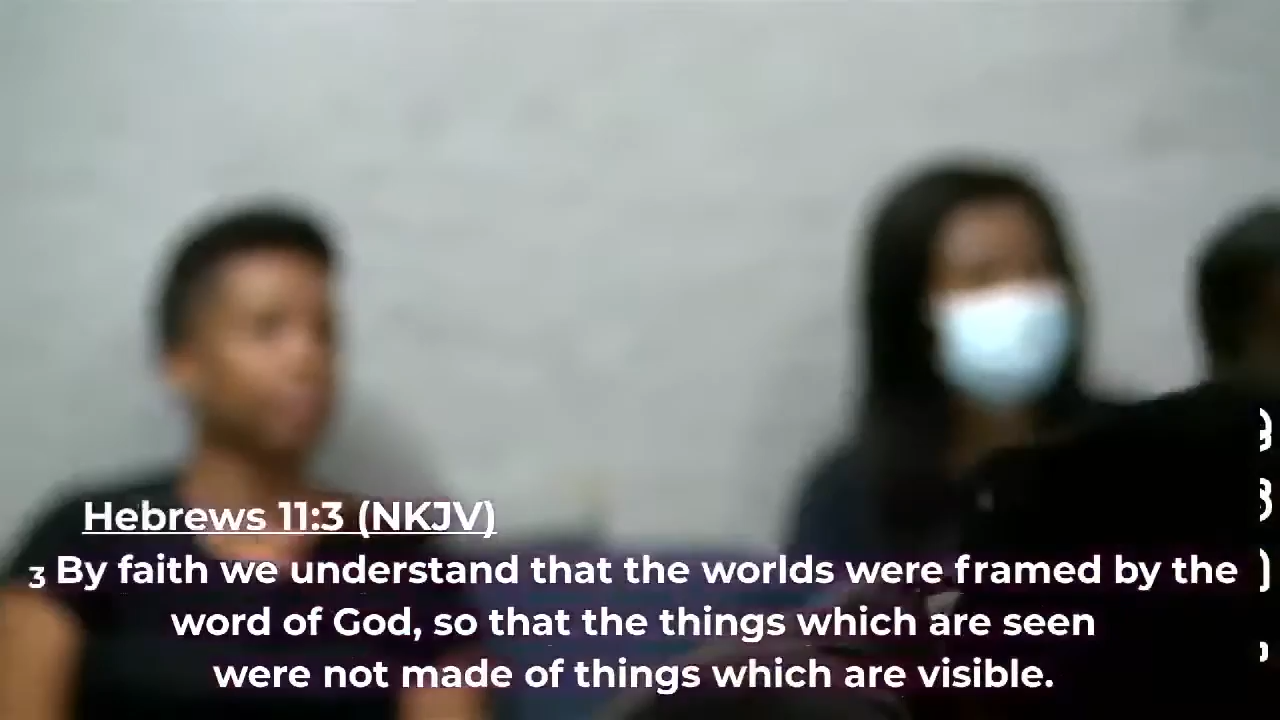 Hebrews 11:3 (NKJV)
3 By faith we understand that the worlds were framed by the
word of God, so that the things which are seen
were not made of things which are visible.